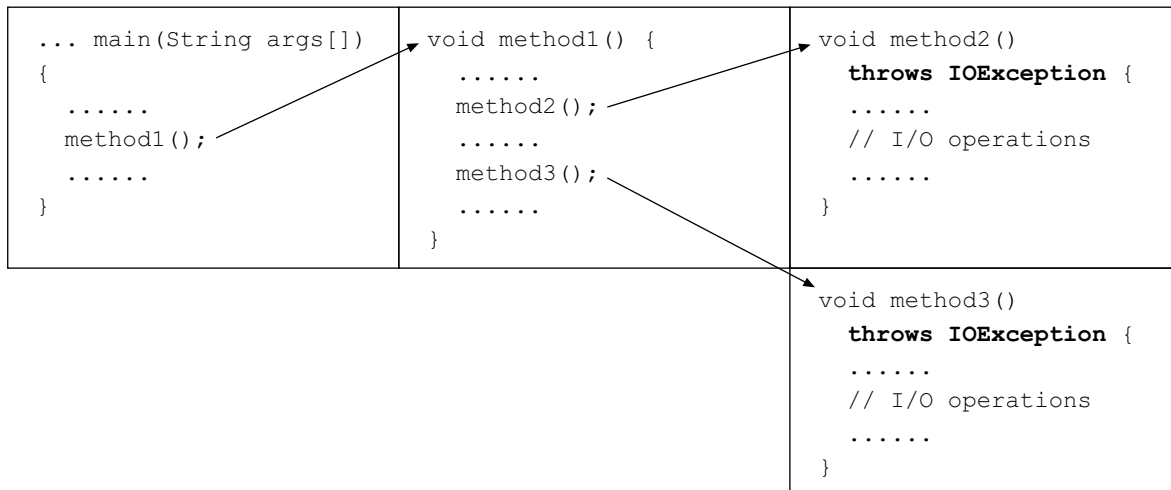 ... main(String args[])
{
......
method1();
......
}
void method1() {
......
method2();
......
method3();
......
}
void method2()
throws IOException {
......
// I/O operations
......
}
void method3()
throws IOException {
......
// I/O operations
......
}